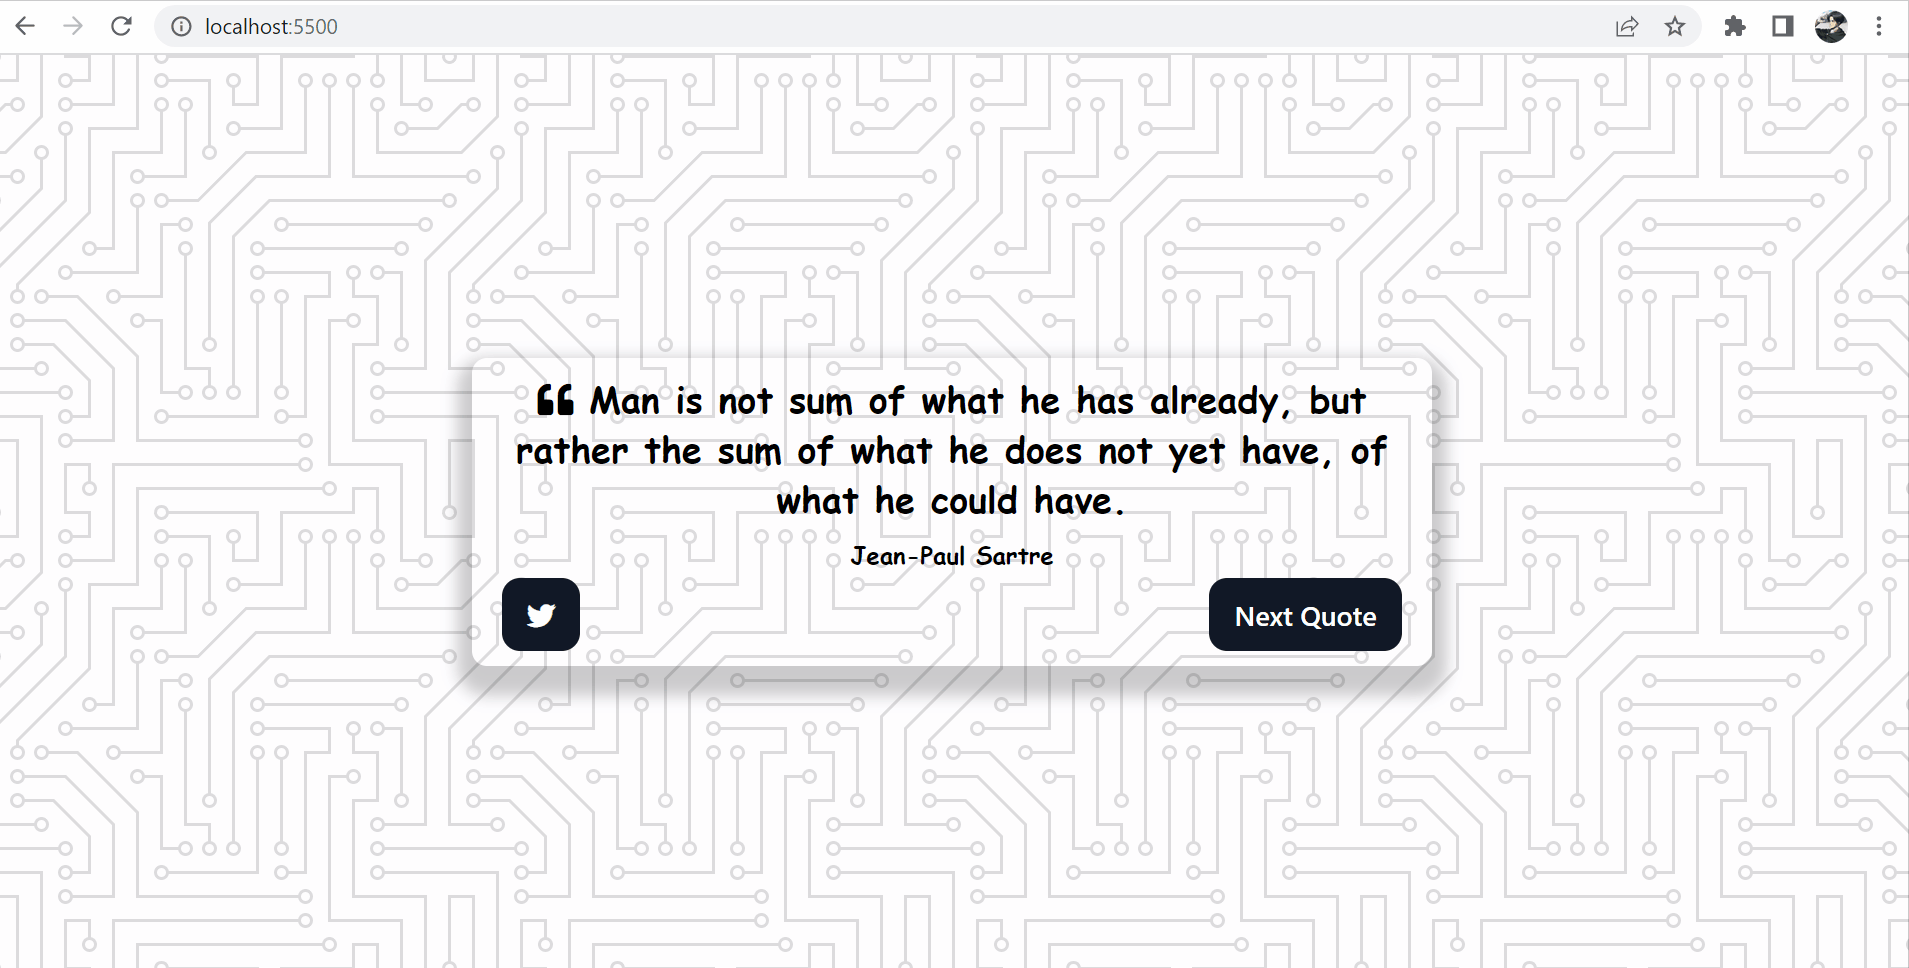 localhost:5500
Man is not sum of what he has already, but
rather the sum of what he does not yet have, of
what he could have.
Jean-Paul Sartre
Next Quote